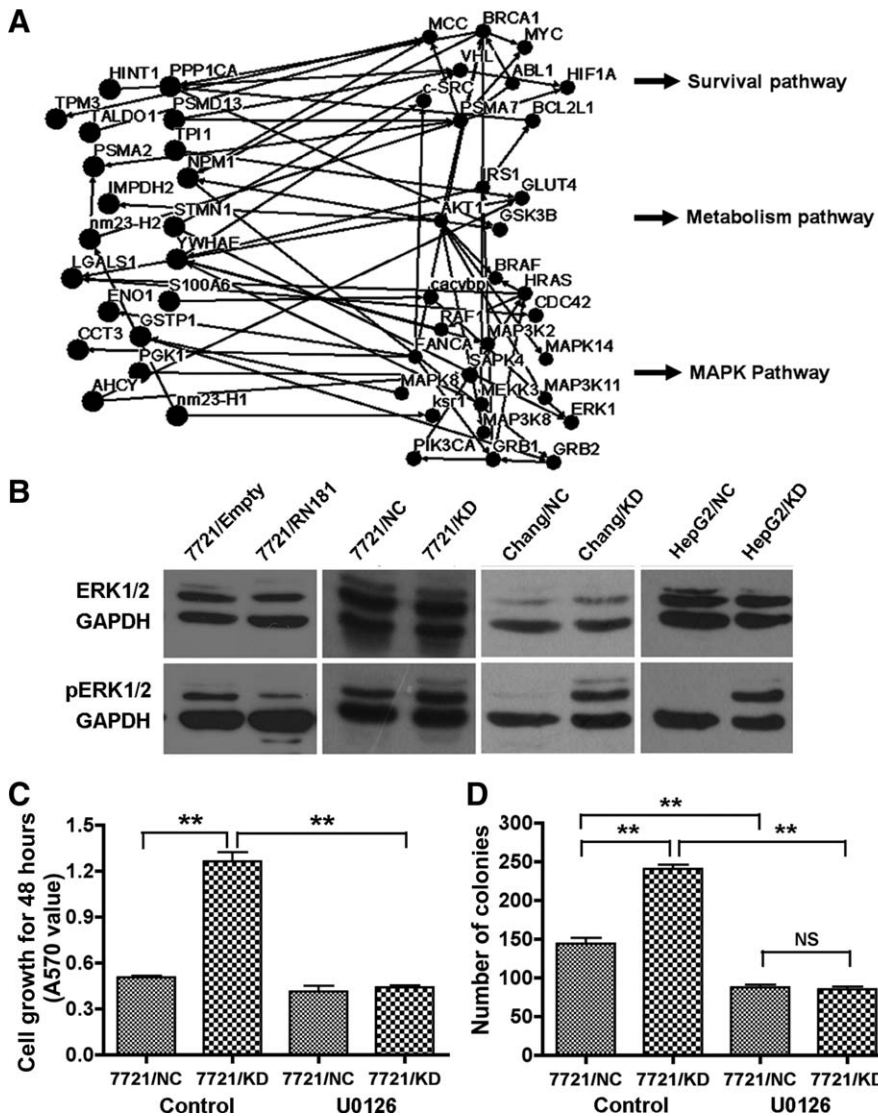 A
MCC
BRCA1
MYC
HINT1
PPP1CA
VHL
ABL1
HIF1A
Survival pathway
c-SRC
TPM3
TALDO1
PSMD13
PSMA7
BCL2L1
TPI1
PSMA2
NPM1
IRS1
GLUT4
IMPDH2
STMN1
AKT1
GSK3B
Metabolism pathway
nm23-H2
YWHAE
LGALS1
S100A6
BRAF
HRAS
cacybp
CDC42
ENO1
GSTP1
RAF1
MAP3K2
CCT3
PGK1
FANCA
SAPK4
MAPK14
MAPK Pathway
AHCY
nm23-H1
MAPK8
MEKK3
MAP3K11
ksr1
MAP3K8
ERK1
PIK3CA
GRB1
GRB2
B
7721/Empty
7721/RN181
7721/NC
7721/KD
Chang/NC
Chang/KD
HepG2/NC
HepG2/KD
ERK1/2
GAPDH
pERK1/2
GAPDH
C
Cell growth for 48 hours
(A570 value)
1.5
1.2
0.9
0.6
0.3
0.0
**
**
7721/NC 7721/KD 7721/NC 7721/KD
Control U0126
D
Number of colonies
300
250
200
150
100
50
0
**
**
**
NS
7721/NC 7721/KD 7721/NC 7721/KD
Control U0126